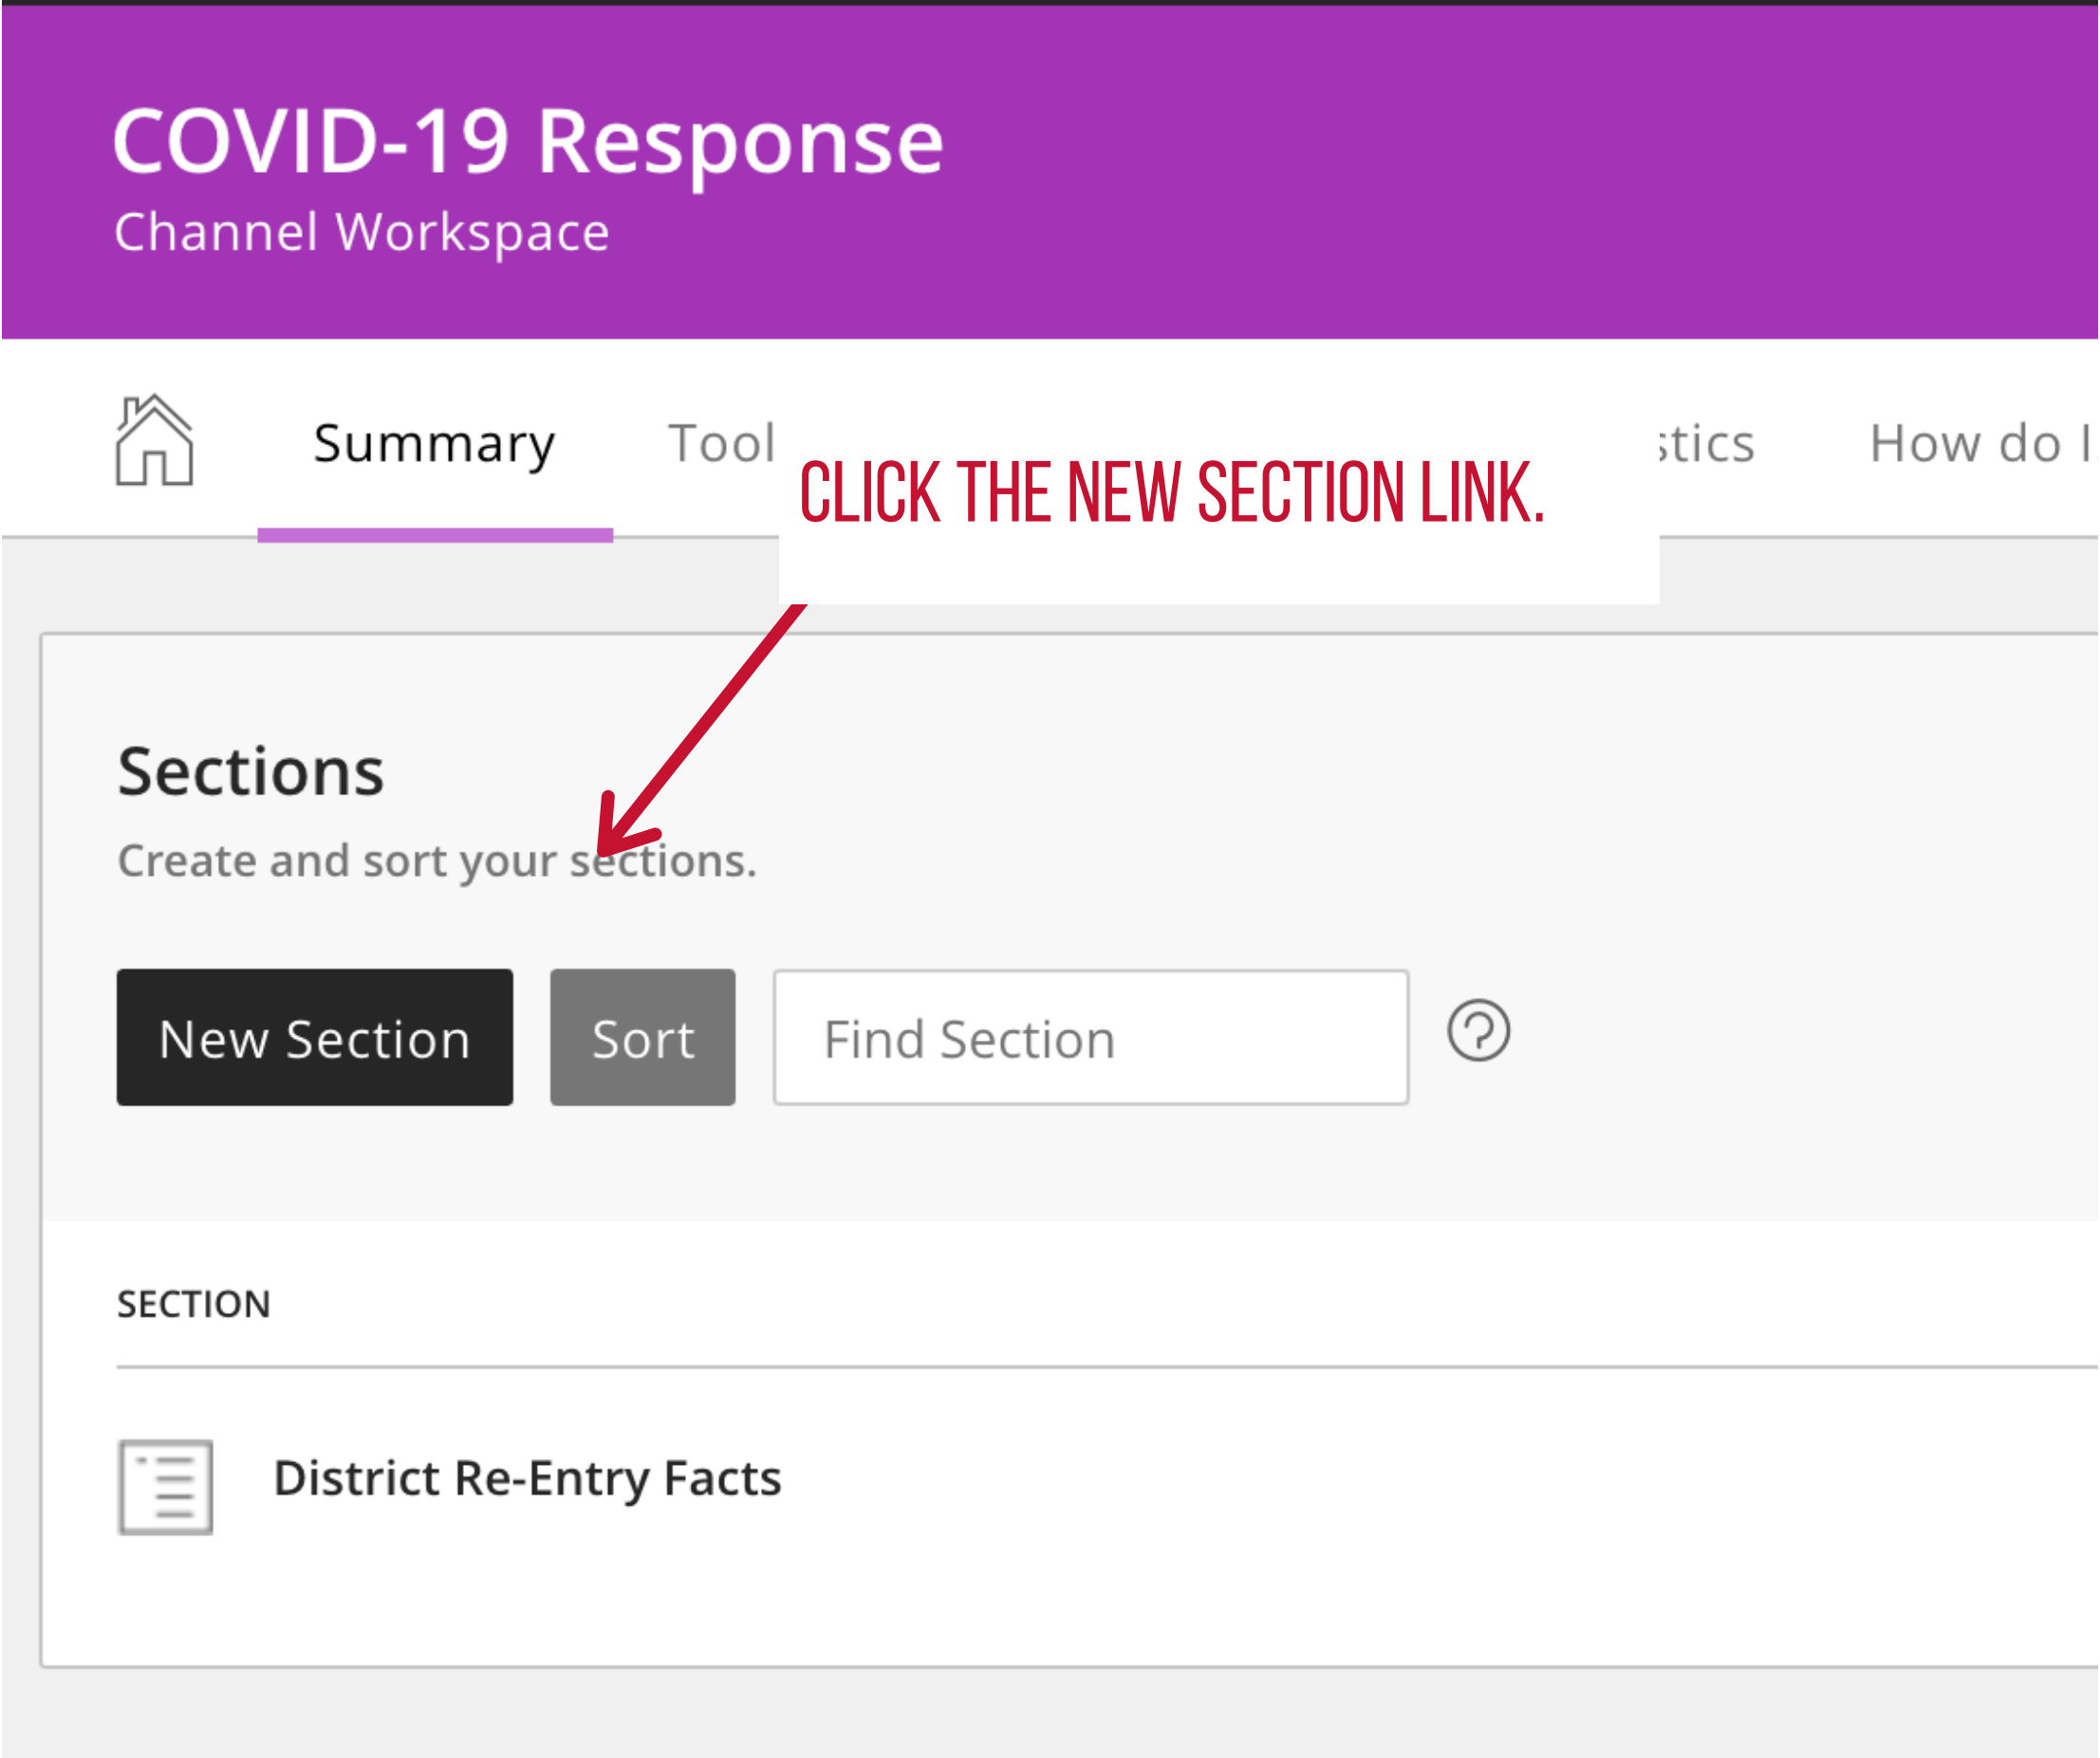 COVID-19 Response
Channel Workspace
Summary Tool stics How do I
CLICK THE NEW SECTION LINK.
Sections
Create and sort your sections.
New Section Sort Find Section ?
SECTION
District Re-Entry Facts